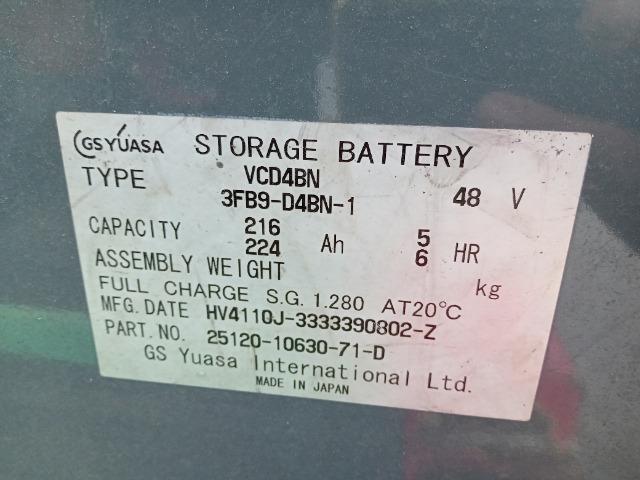 GS YUASA STORAGE BATTERY
TYPE VCD4BN
3FB9-D4BN-1 48 V
CAPACITY 216 Ah 5 HR
224 6
ASSEMBLY WEIGHT kg
FULL CHARGE S.G. 1.280 AT20°C
MFG. DATE HV4110J-3333390802-Z
PART. NO. 25120-10630-71-D
GS Yuasa International Ltd.
MADE IN JAPAN